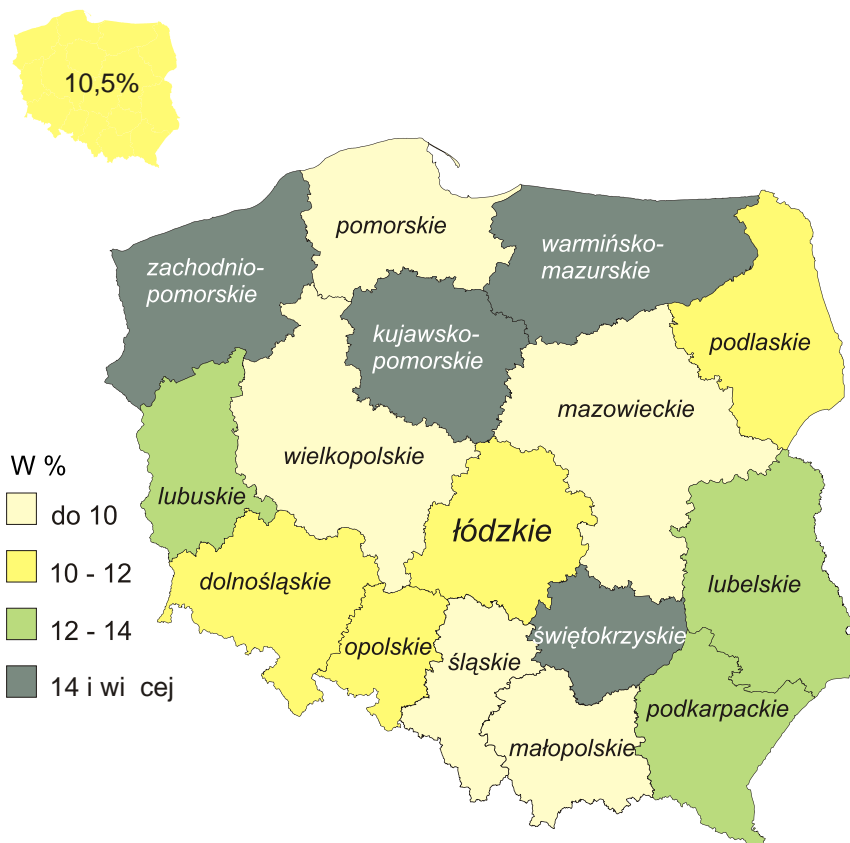 10,5%
pomorskie
warmińsko-
mazurskie
zachodnio-
pomorskie
kujawsko-
pomorskie
podlaskie
mazowieckie
wielkopolskie
W %
lubuskie
do 10
łódzkie
10 - 12
dolnośląskie
lubelskie
12 - 14
świętokrzyskie
opolskie
śląskie
14 i wi cej
podkarpackie
małopolskie